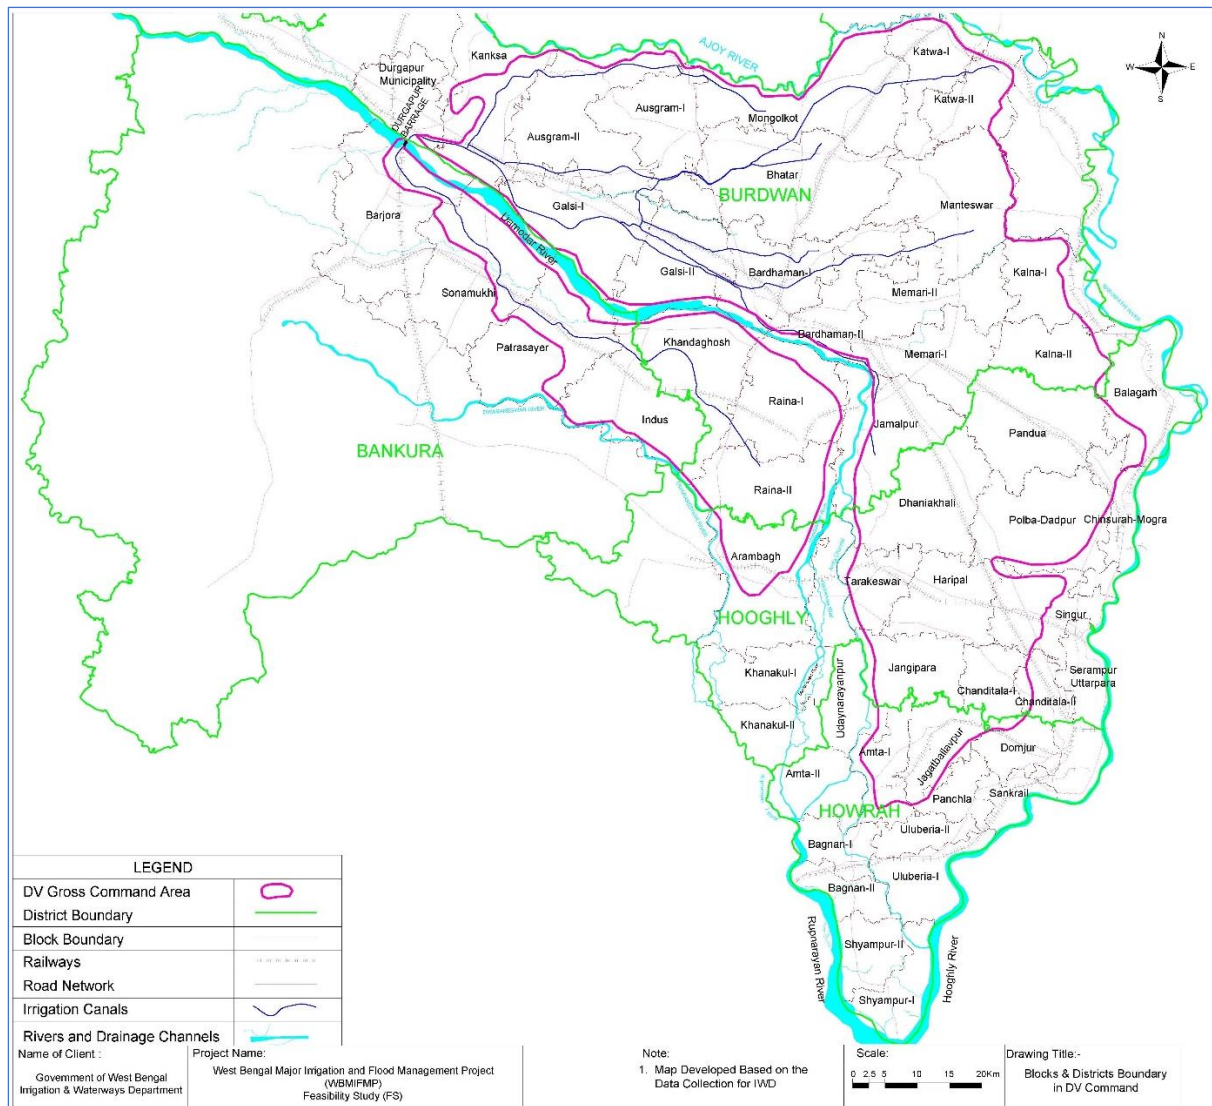 Kanksa
AJOY RIVER
Katwa-I
N
W
E
S
Durgapur
Municipality
DURGAPUR
BARRAGE
Ausgram-I
Mongolkot
Katwa-II
Ausgram-II
Bhatar
BURDWAN
Galsi-I
Manteswar
Barjora
Damodar River
Galsi-II
Bardhaman-I
Kalna-I
Sonamukhi
Memari-II
Patrasayer
Khandaghosh
Bardhaman-II
Memari-I
Kalna-II
Balagarh
Indus
Raina-I
Jamalpur
Pandua
BANKURA
Raina-II
Dhaniakhali
Polba-Dadpur
Chinsurah-Mogra
Arambagh
Tarakeswar
Haripal
HOOGHLY
Singur
Khanakul-I
Udaynarayanpur
Jangipara
Serampur
Uttarpara
Chanditala-I
Chanditala-II
Khanakul-II
Amta-I
Jagatballavpur
Domjur
Amta-II
Panchla
Sankrail
HOWRAH
Uluberia-II
Bagnan-I
Bagnan-II
Uluberia-I
Rupnarayan River
Shyampur-II
Hooghly River
Shyampur-I
LEGEND
DV Gross Command Area
District Boundary
Block Boundary
Railways
Road Network
Irrigation Canals
Rivers and Drainage Channels
Name of Client :
Government of West Bengal
Irrigation & Waterways Department
Project Name:
West Bengal Major Irrigation and Flood Management Project
(WBMIFMP)
Feasibility Study (FS)
Note:
1. Map Developed Based on the
Data Collection for IWD
Scale:
0 2.5 5 10 15 20Km
Drawing Title:-
Blocks & Districts Boundary
in DV Command